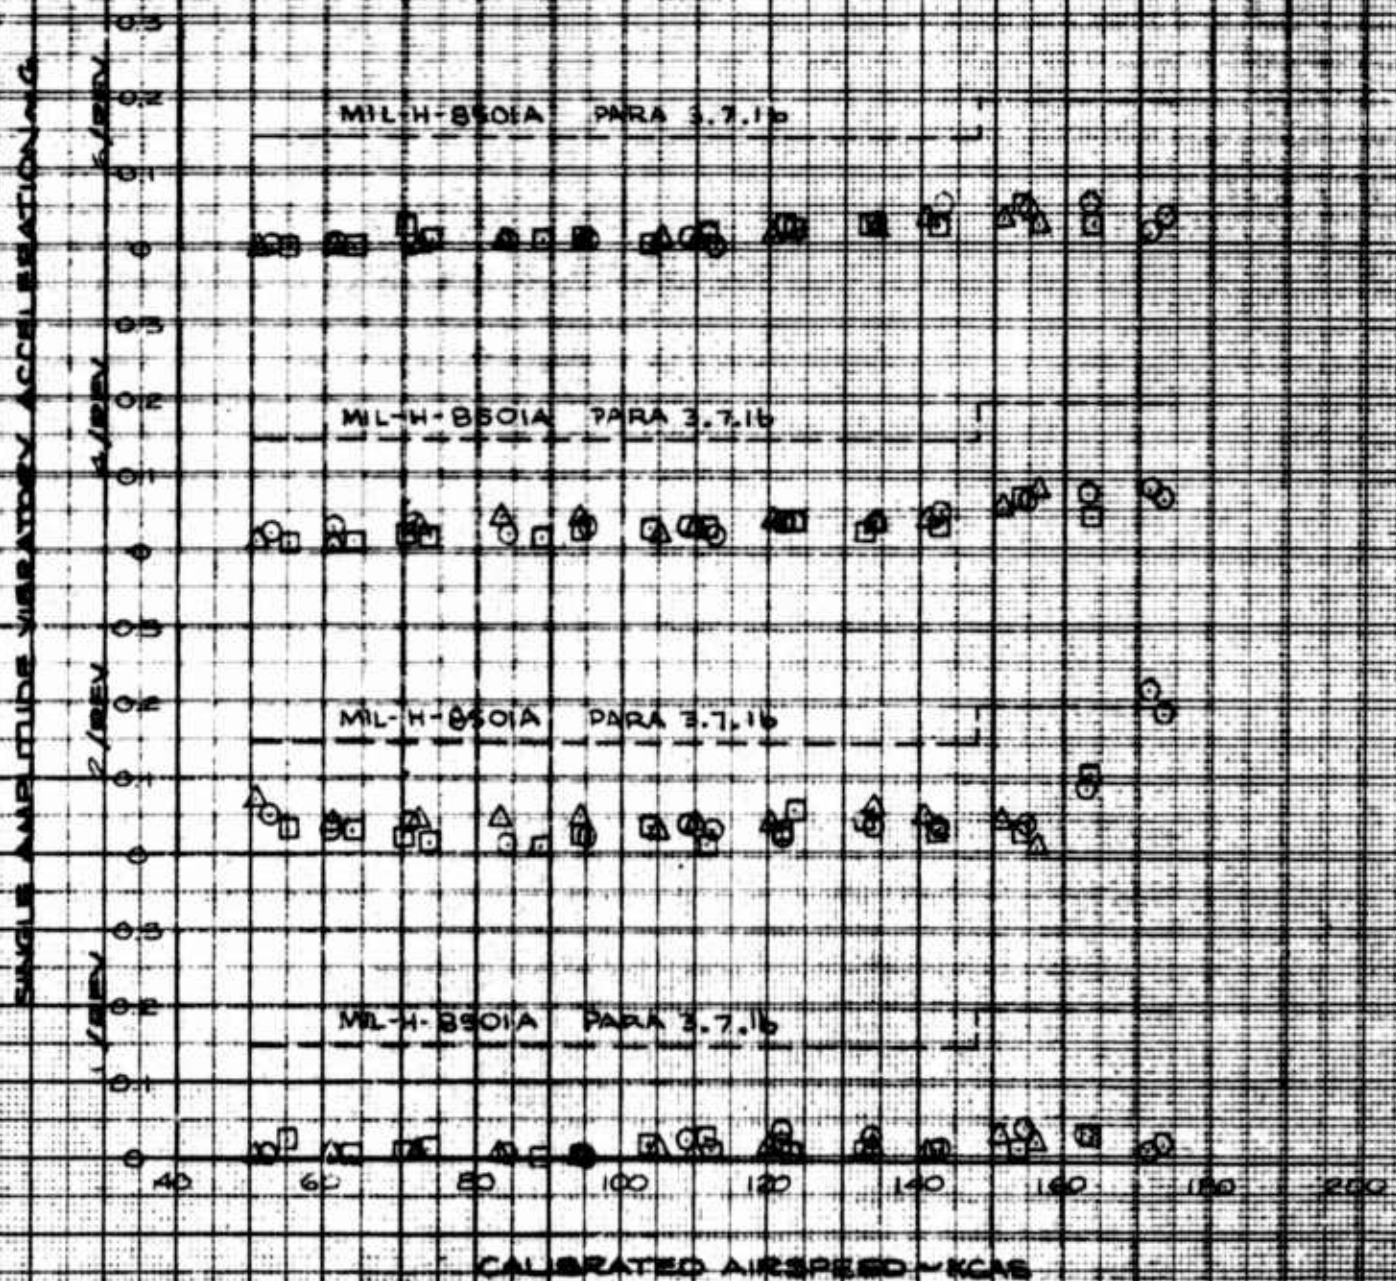 SINGLE AMPLITUDE VIBRATORY ACCELERATION ~ G
0.3
0.2
MIL-H-8501A PARA 3.7.1b
0.1
0
0.3
4/REV
0.2
MIL-H-8501A PARA 3.7.1b
0.1
0
0.3
2/REV
0.2
MIL-H-8501A PARA 3.7.1b
0.1
0
0.3
1/REV
0.2
MIL-H-8501A PARA 3.7.1b
0.1
0
40 60 80 100 120 140 160 180 200
CALIBRATED AIRSPEED ~ KCAS